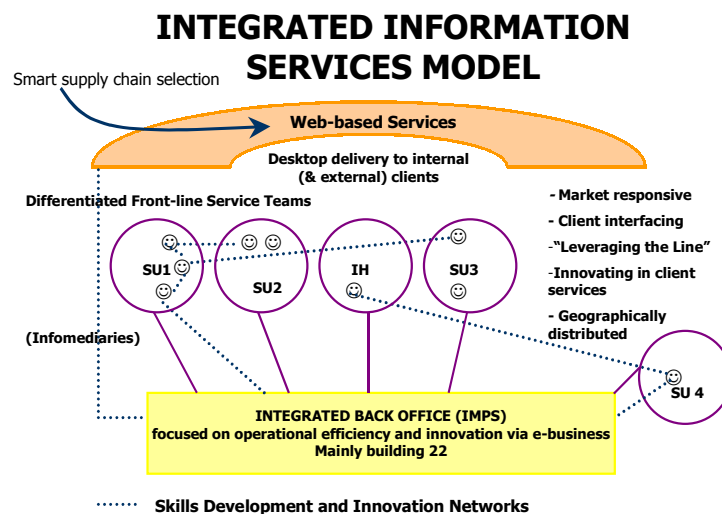 INTEGRATED INFORMATION
SERVICES MODEL
Smart supply chain selection
Web-based Services
Desktop delivery to internal
(& external) clients
Differentiated Front-line Service Teams
- Market responsive
- Client interfacing
-“Leveraging the Line”
-Innovating in client
services
- Geographically
distributed
SU1
SU2
IH
SU3
(Infomediaries)
SU 4
INTEGRATED BACK OFFICE (IMPS)
focused on operational efficiency and innovation via e-business
Mainly building 22
Skills Development and Innovation Networks